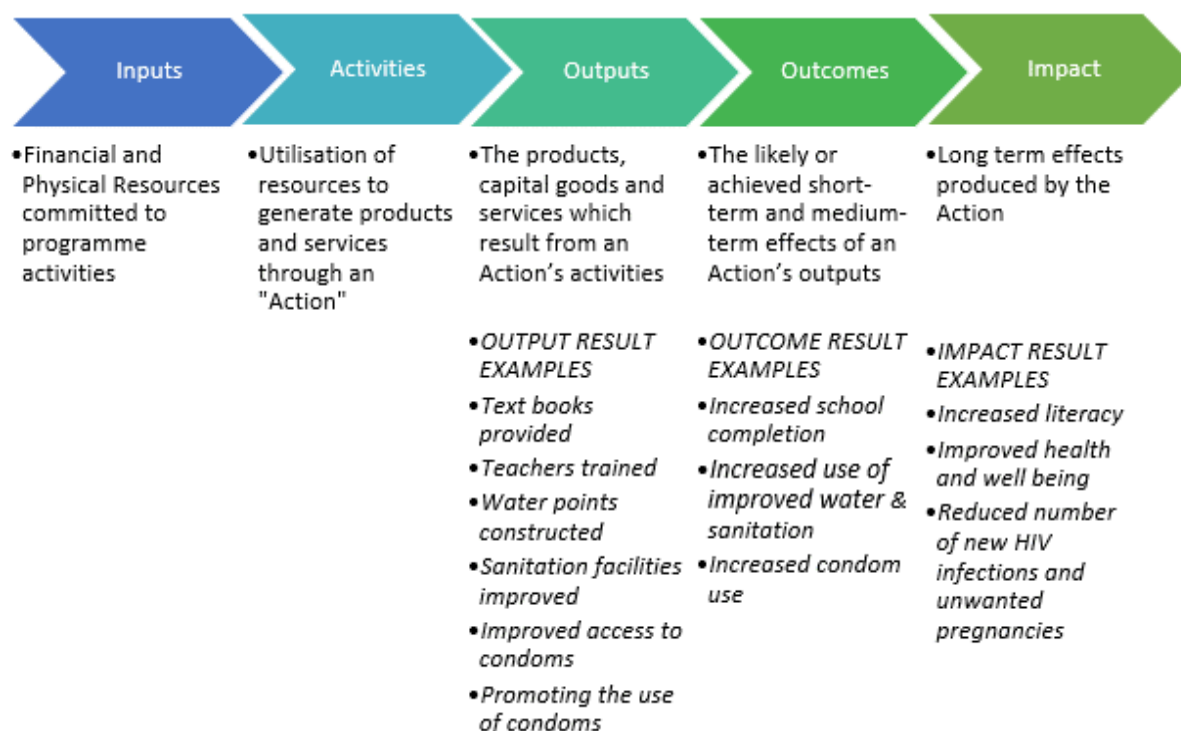 Inputs
Activities
Outputs
Outcomes
Impact
•Financial and
Physical Resources
committed to
programme
activities
•Utilisation of
resources to
generate products
and services
through an
"Action"
•The products,
capital goods and
services which
result from an
Action’s activities
•OUTPUT RESULT
EXAMPLES
•Text books
provided
•Teachers trained
•Water points
constructed
•Sanitation facilities
improved
•Improved access to
condoms
•Promoting the use
of condoms
•The likely or
achieved short-
term and medium-
term effects of an
Action’s outputs
•OUTCOME RESULT
EXAMPLES
•Increased school
completion
•Increased use of
improved water &
sanitation
•Increased condom
use
•Long term effects
produced by the
Action
•IMPACT RESULT
EXAMPLES
•Increased literacy
•Improved health
and well being
•Reduced number
of new HIV
infections and
unwanted
pregnancies